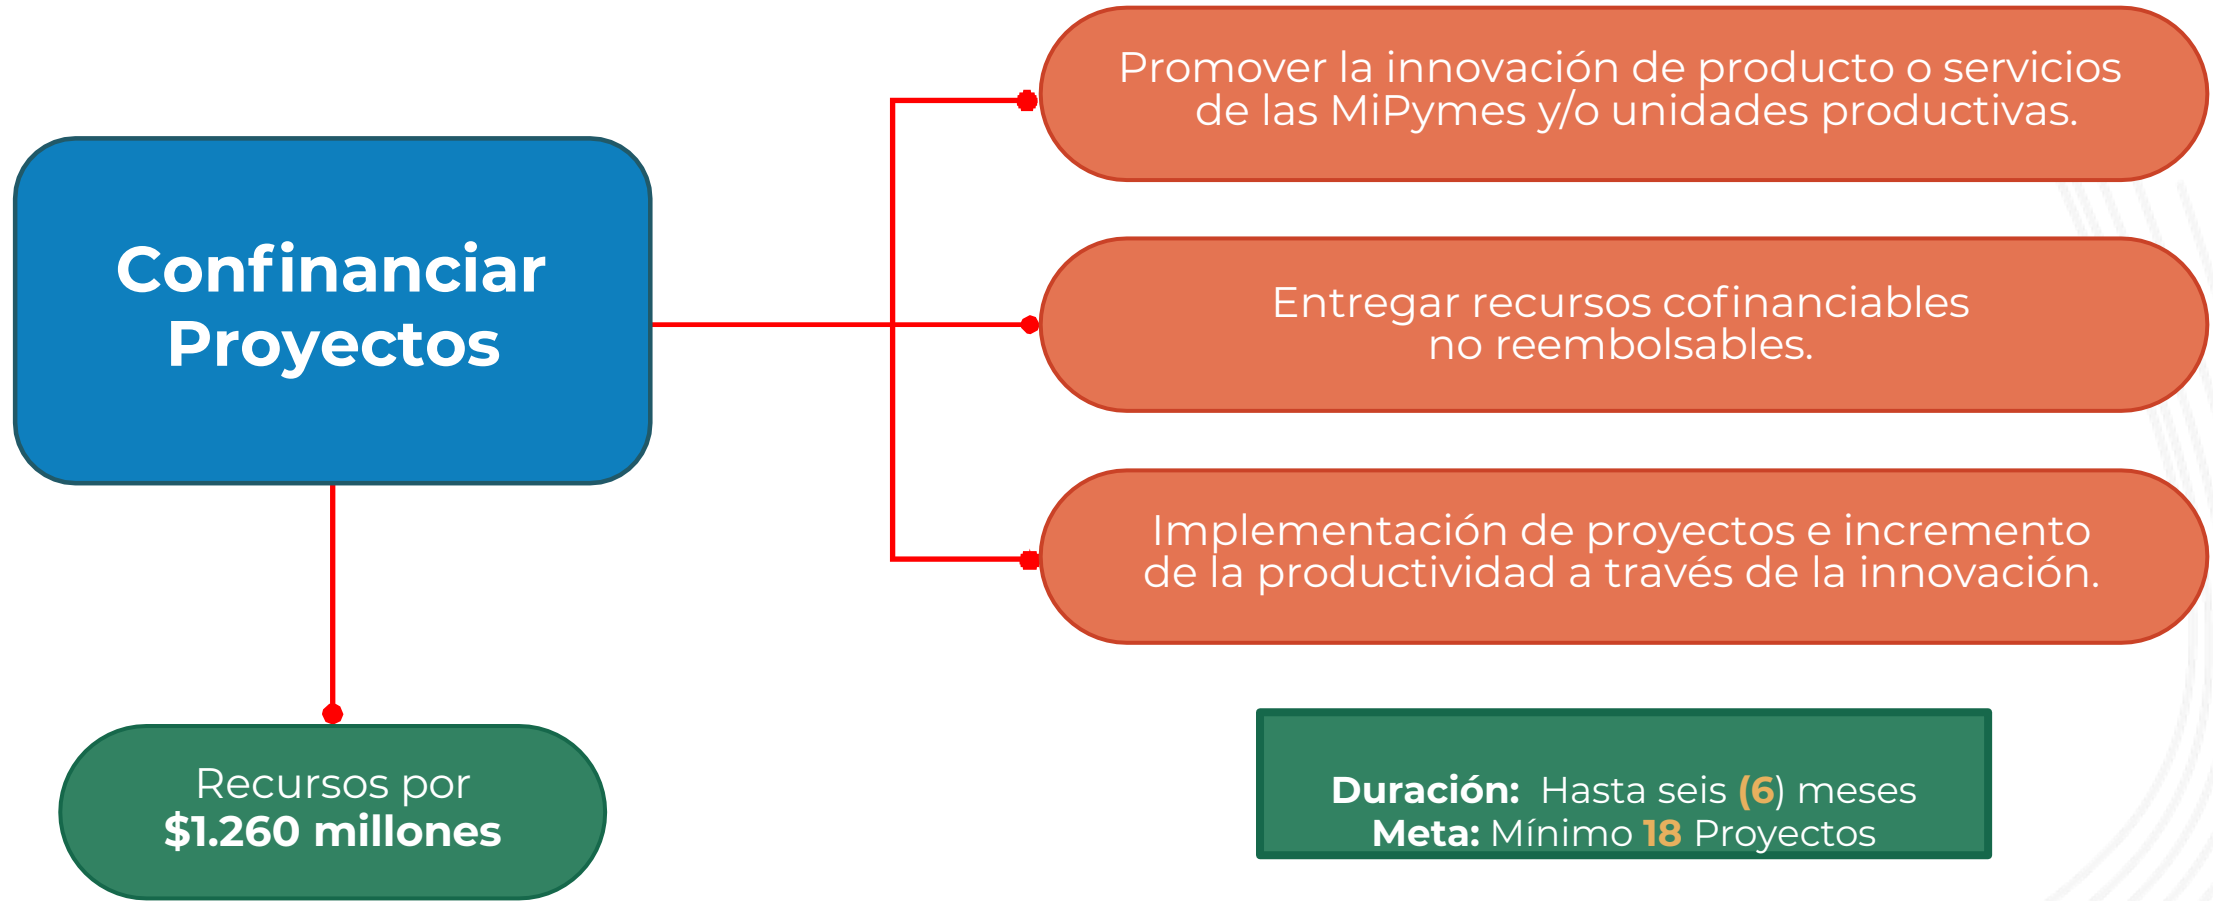 Confinanciar
Proyectos
Promover la innovación de producto o servicios
de las MiPymes y/o unidades productivas.
Entregar recursos cofinanciables
no reembolsables.
Implementación de proyectos e incremento
de la productividad a través de la innovación.
Recursos por
$1.260 millones
Duración: Hasta seis (6) meses
Meta: Mínimo 18 Proyectos